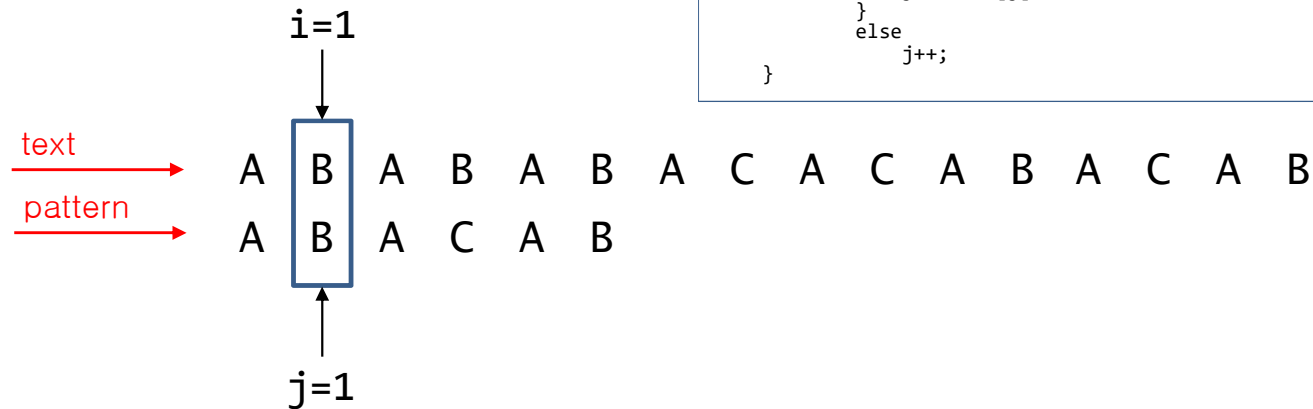 i=1
}
else
j++;
}
text
A B A B A B A C A C A B A C A B
pattern
A B A C A B
j=1